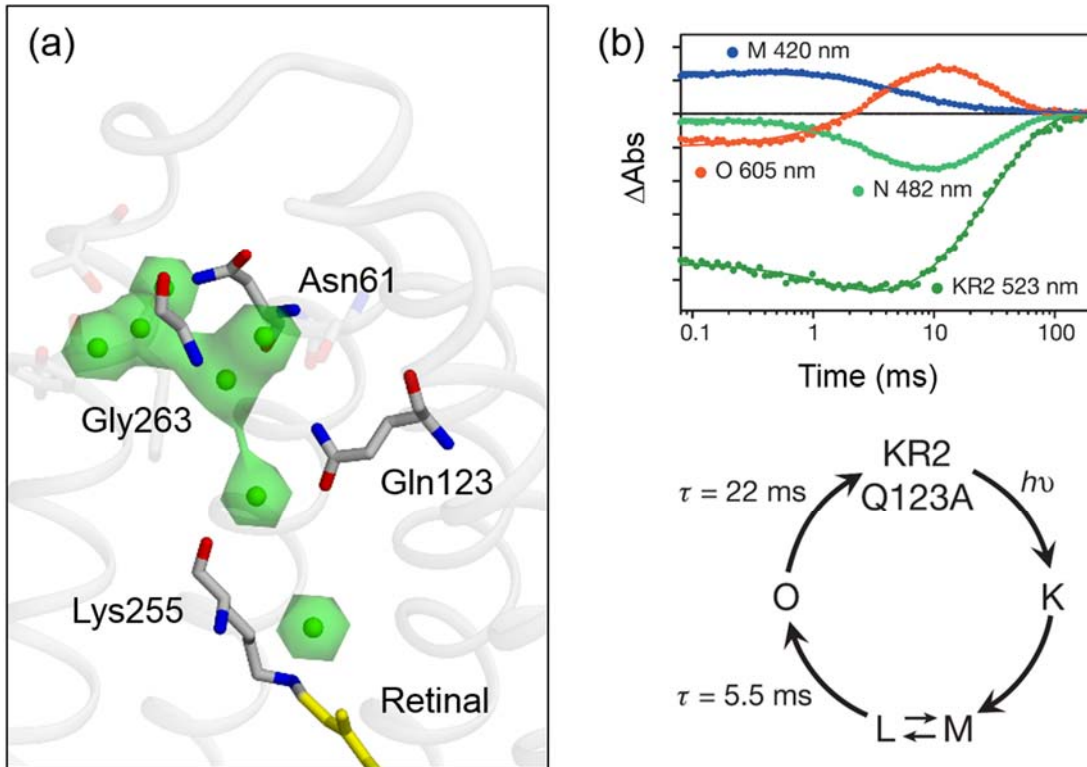 (a)
Asn61
Gly263
Gln123
Lys255
Retinal
(b)
M 420 nm
O 605 nm
N 482 nm
KR2 523 nm
ΔAbs
0.1 1 10 100
Time (ms)
KR2
Q123A
τ = 22 ms
hυ
O
K
τ = 5.5 ms
L ⇄ M